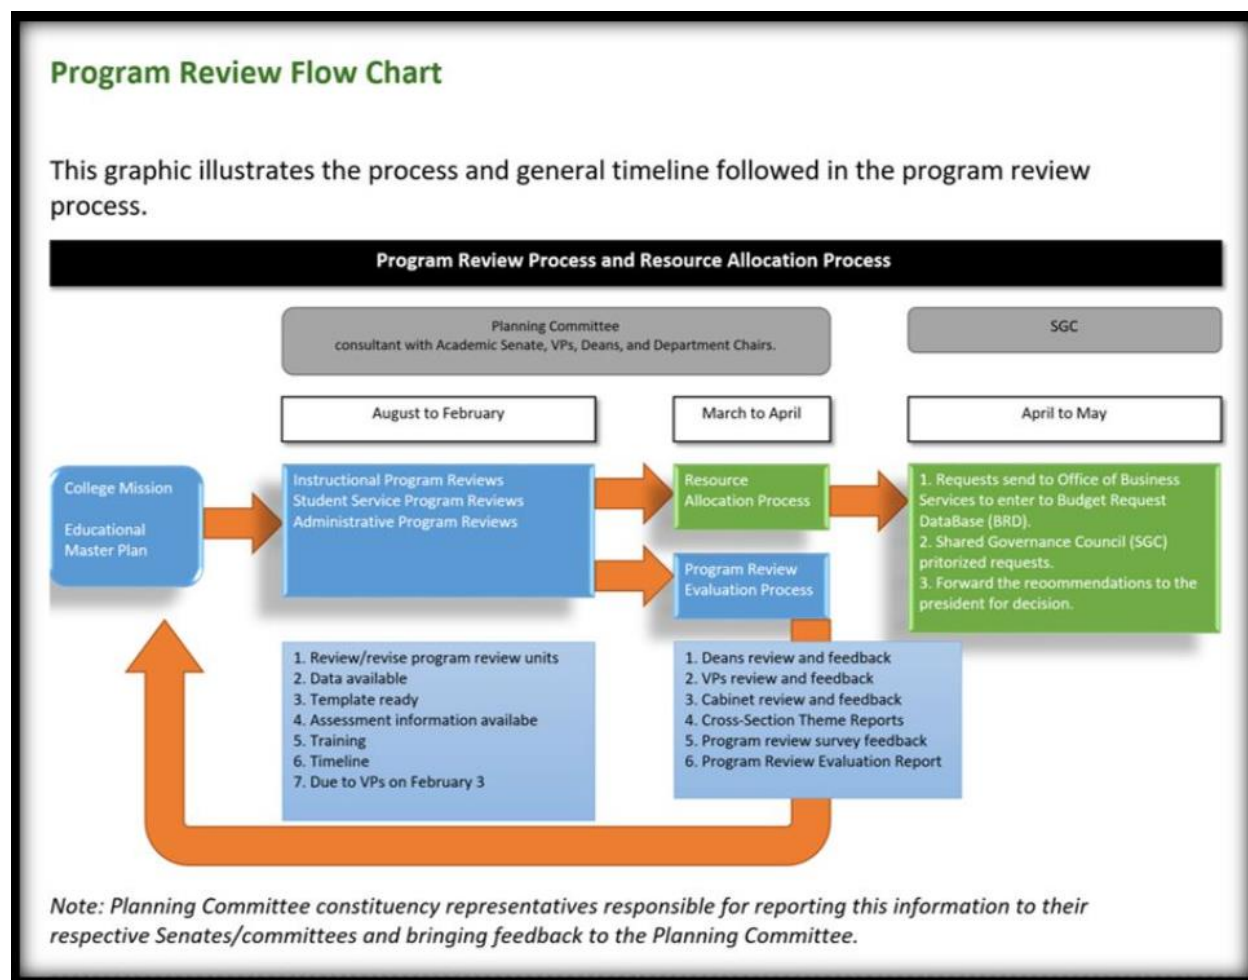 Program Review Flow Chart
This graphic illustrates the process and general timeline followed in the program review
process.
Program Review Process and Resource Allocation Process
Planning Committee
consultant with Academic Senate, VPs, Deans, and Department Chairs.
SGC
August to February
March to April
April to May
College Mission
Educational
Master Plan
Instructional Program Reviews
Student Service Program Reviews
Administrative Program Reviews
Resource
Allocation Process
Program Review
Evaluation Process
1. Requests send to Office of Business
Services to enter to Budget Request
DataBase (BRD).
2. Shared Governance Council (SGC)
pritorized requests.
3. Forward the reoommendations to the
president for decision.
1. Review/revise program review units
2. Data available
3. Template ready
4. Assessment information availabe
5. Training
6. Timeline
7. Due to VPs on February 3
1. Deans review and feedback
2. VPs review and feedback
3. Cabinet review and feedback
4. Cross-Section Theme Reports
5. Program review survey feedback
6. Program Review Evaluation Report
Note: Planning Committee constituency representatives responsible for reporting this information to their
respective Senates/committees and bringing feedback to the Planning Committee.